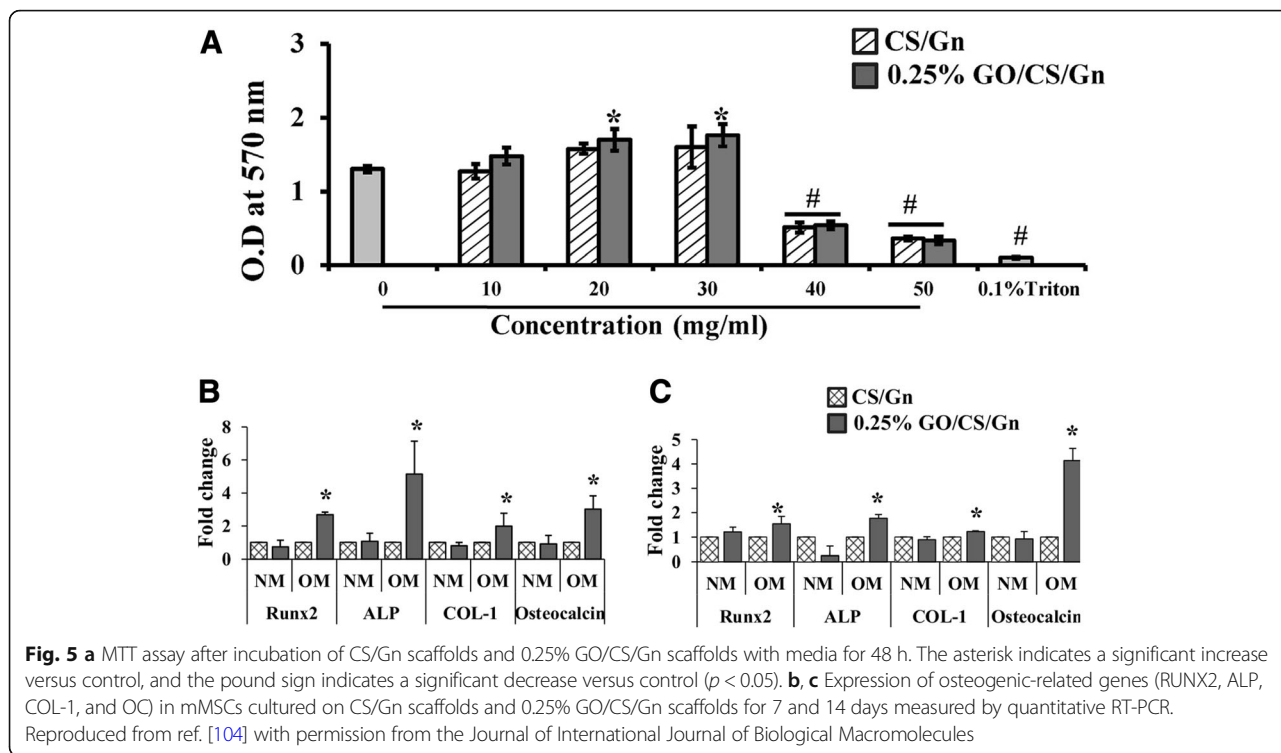 A
3
2
1
0
O.D at 570 nm
CS/Gn
0.25% GO/CS/Gn
*
*
#
#
#
0 10 20 30 40 50 0.1%Triton
Concentration (mg/ml)
B
8
6
4
2
0
Fold change
*
*
*
*
NM OM NM OM NM OM NM OM
Runx2 ALP COL-1 Osteocalcin
C
CS/Gn
0.25% GO/CS/Gn
5
4
3
2
1
0
Fold change
*
*
*
*
NM OM NM OM NM OM NM OM
Runx2 ALP COL-1 Osteocalcin
Fig. 5 a MTT assay after incubation of CS/Gn scaffolds and 0.25% GO/CS/Gn scaffolds with media for 48 h. The asterisk indicates a significant increase
versus control, and the pound sign indicates a significant decrease versus control (p < 0.05). b, c Expression of osteogenic-related genes (RUNX2, ALP,
COL-1, and OC) in mMSCs cultured on CS/Gn scaffolds and 0.25% GO/CS/Gn scaffolds for 7 and 14 days measured by quantitative RT-PCR.
Reproduced from ref. [104] with permission from the Journal of International Journal of Biological Macromolecules